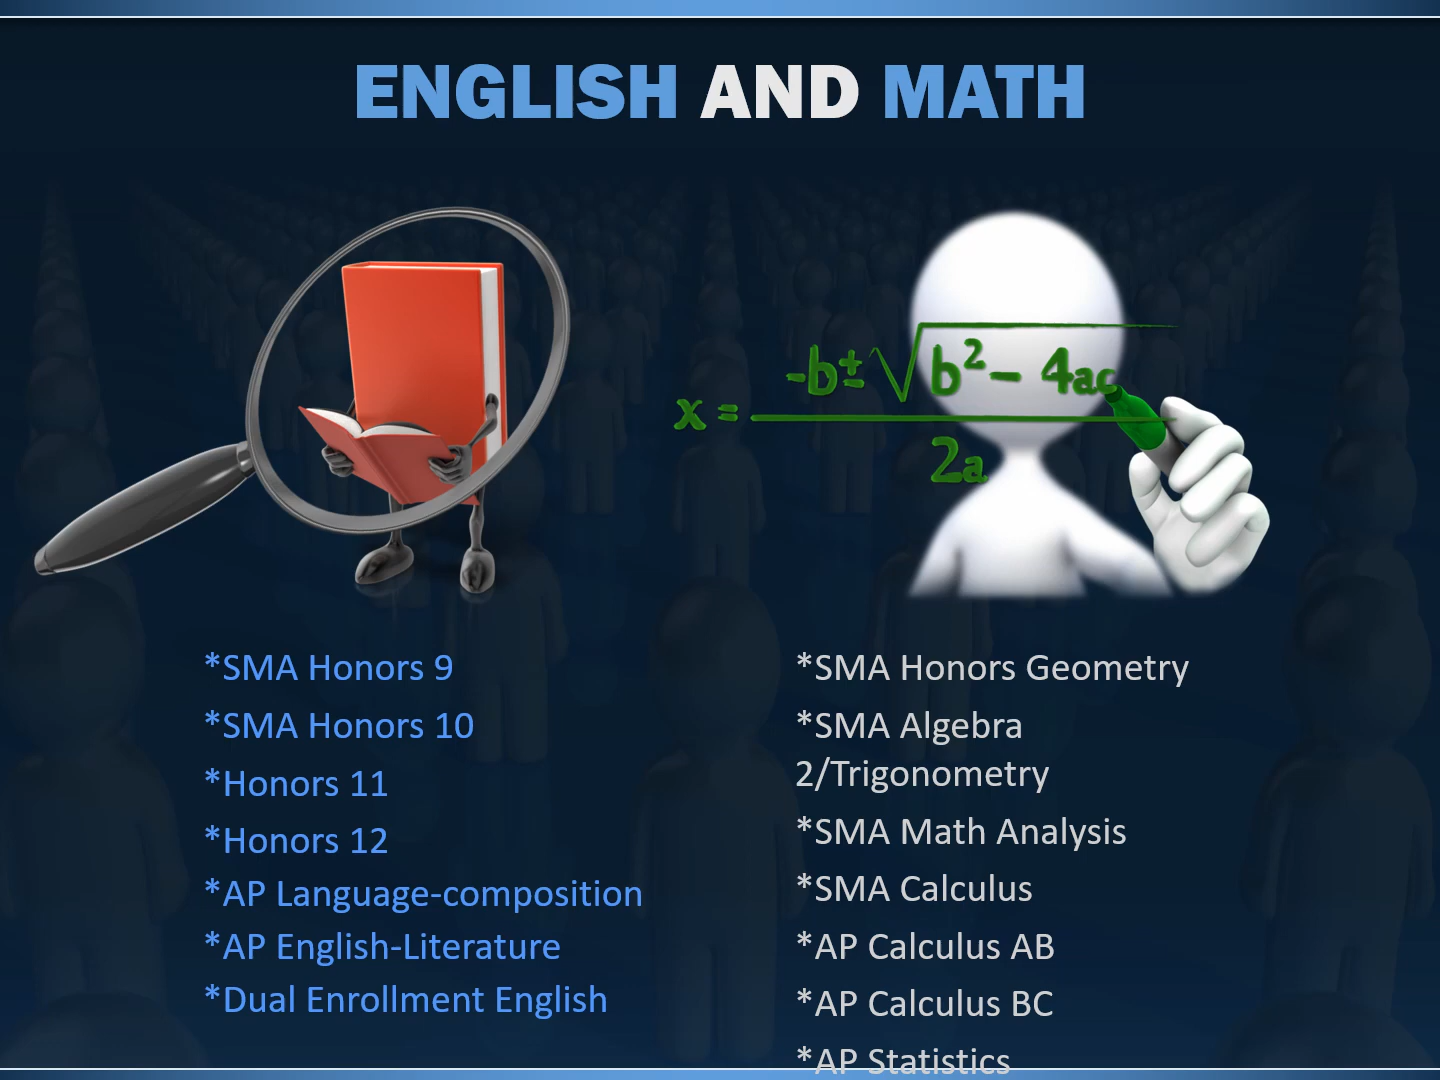 ENGLISH AND MATH
x = -b± √b² − 4ac
2a
*SMA Honors 9
*SMA Honors 10
*Honors 11
*Honors 12
*AP Language-composition
*AP English-Literature
*Dual Enrollment English
*SMA Honors Geometry
*SMA Algebra
2/Trigonometry
*SMA Math Analysis
*SMA Calculus
*AP Calculus AB
*AP Calculus BC
*AP Statistics